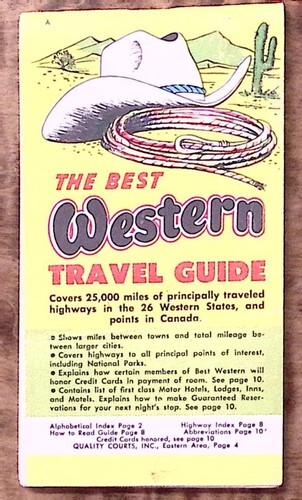 A
THE BEST
Western
TRAVEL GUIDE
Covers 25,000 miles of principally traveled
highways in the 26 Western States, and
points in Canada.
● Shows miles between towns and total mileage be-
tween larger cities.
● Covers highways to all principal points of interest,
including National Parks.
● Explains how certain members of Best Western will
honor Credit Cards in payment of room. See page 10.
● Contains list of first class Motor Hotels, Lodges, Inns,
and Motels. Explains how to make Guaranteed Reser-
vations for your next night's stop. See page 10.
Alphabetical Index Page 2 Highway Index Page 8
How to Read Guide Page 8 Abbreviations Page 10
Credit Cards honored, see page 10
QUALITY COURTS, INC., Eastern Area, Page 4